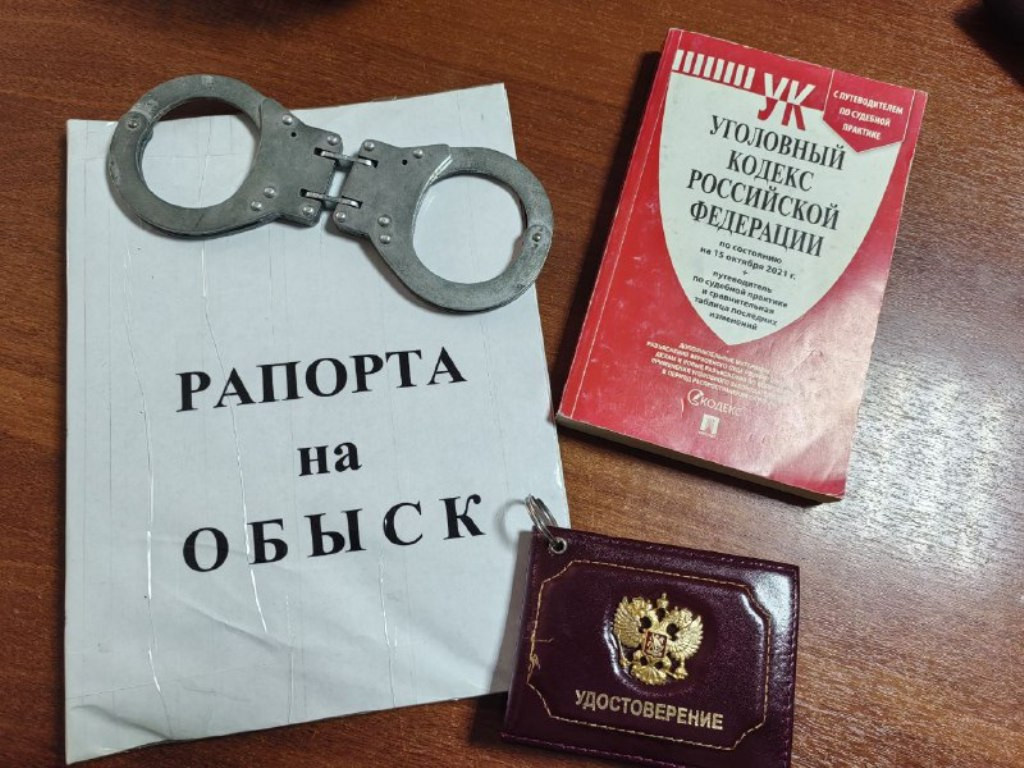 РАПОРТА
на
ОБЫСК
УК
С ПУТЕВОДИТЕЛЕМ
ПО СУДЕБНОЙ
ПРАКТИКЕ
УГОЛОВНЫЙ
КОДЕКС
РОССИЙСКОЙ
ФЕДЕРАЦИИ
по состоянию
на 15 октября 2021 г.
+
путеводитель
по судебной практике
и сравнительная
таблица последних
изменений
КОДЕКС
УДОСТОВЕРЕНИЕ